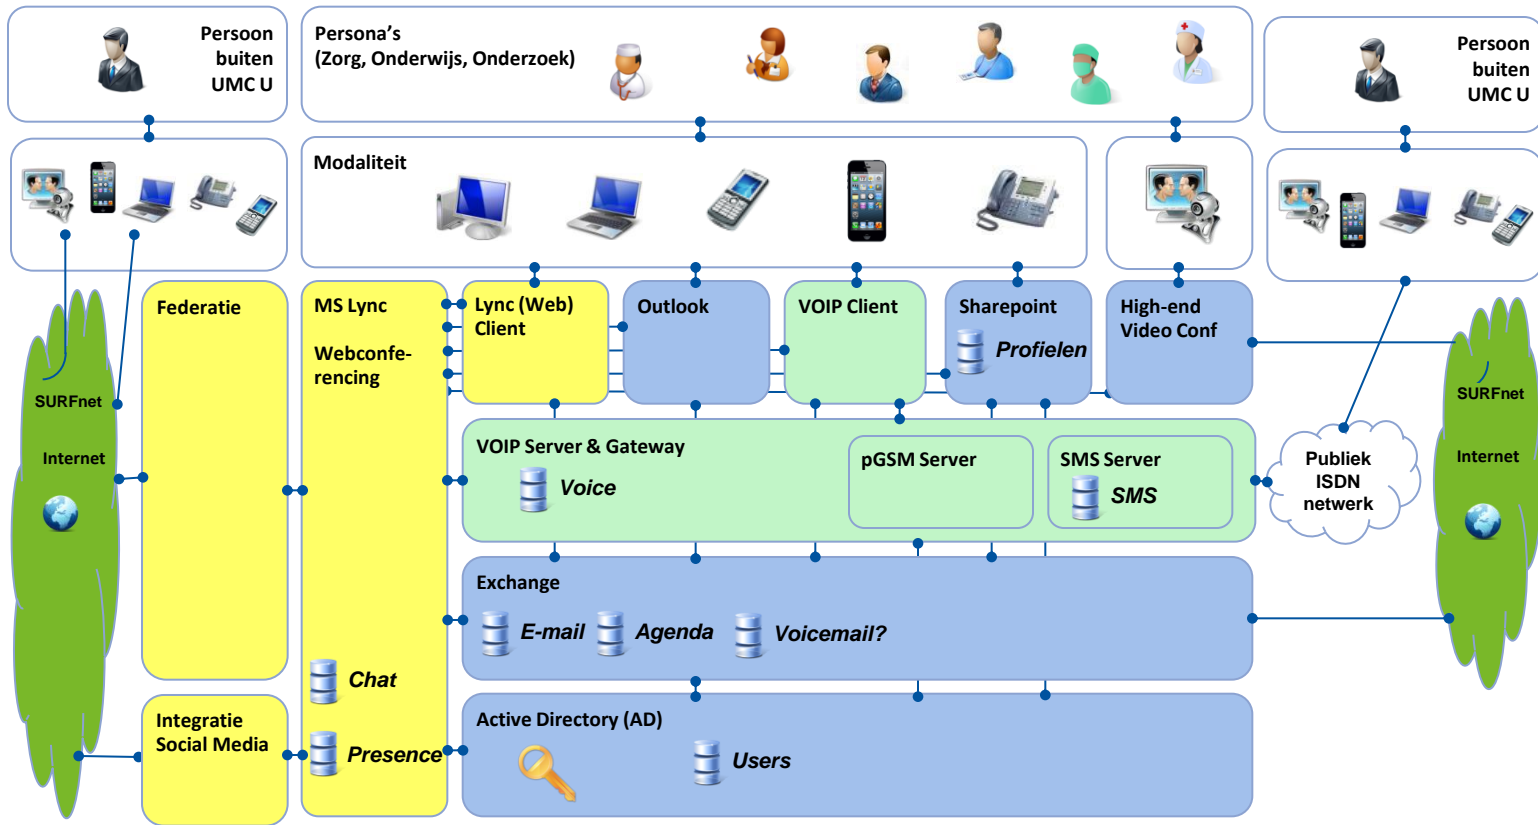 Persoon
buiten
UMC U
Persona's
(Zorg, Onderwijs, Onderzoek)
Persoon
buiten
UMC U
Modaliteit
Federatie
MS Lync
Webconfe-
rencing
Lync (Web)
Client
Outlook
VOIP Client
Sharepoint
Profielen
High-end
Video Conf
SURFnet
Internet
SURFnet
Internet
VOIP Server & Gateway
Voice
pGSM Server
SMS Server
SMS
Publiek
ISDN
netwerk
Exchange
E-mail
Agenda
Voicemail?
Chat
Presence
Integratie
Social Media
Active Directory (AD)
Users